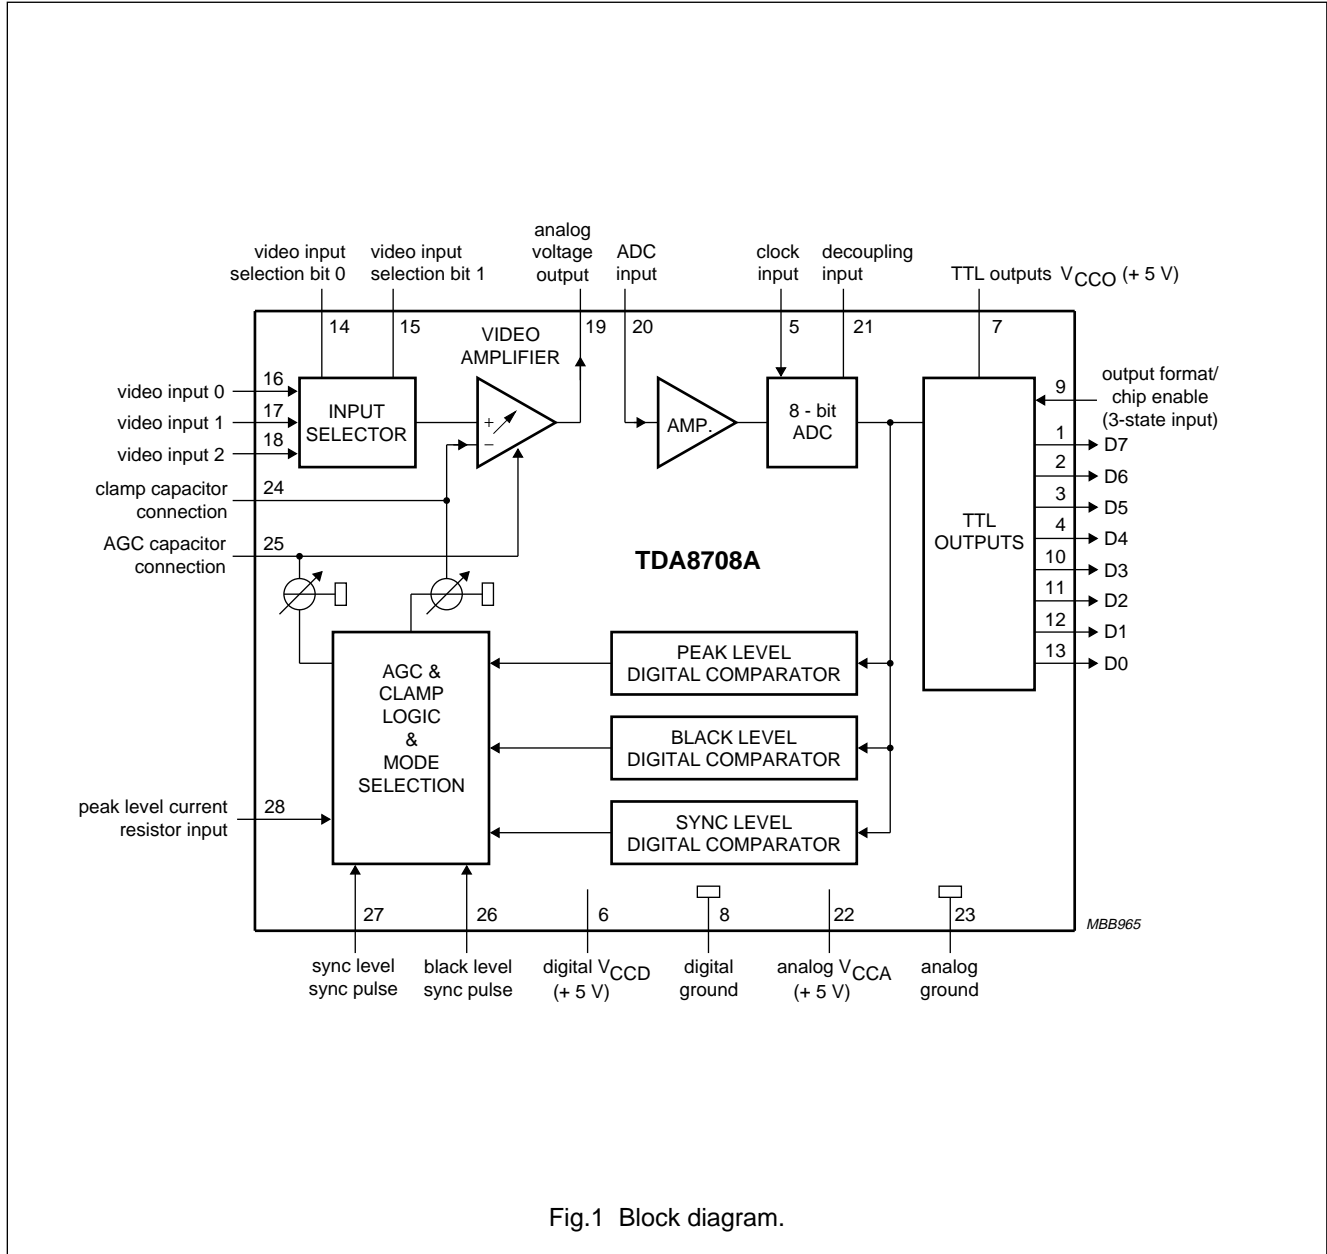 analog
voltage
output
video input
selection bit 0
video input
selection bit 1
ADC
input
clock
input
decoupling
input
TTL outputs VCCO (+ 5 V)
14
15
19
20
5
21
7
VIDEO
AMPLIFIER
video input 0
16
video input 1
17
video input 2
18
INPUT
SELECTOR
+
−
AMP.
8 - bit
ADC
9
output format/
chip enable
(3-state input)
1
D7
2
D6
3
D5
4
D4
10
D3
11
D2
12
D1
13
D0
TTL
OUTPUTS
clamp capacitor
connection
24
AGC capacitor
connection
25
TDA8708A
AGC &
CLAMP
LOGIC
&
MODE
SELECTION
PEAK LEVEL
DIGITAL COMPARATOR
BLACK LEVEL
DIGITAL COMPARATOR
SYNC LEVEL
DIGITAL COMPARATOR
peak level current
resistor input
28
27
26
6
8
22
23
MBB965
sync level
sync pulse
black level
sync pulse
digital VCCD
(+ 5 V)
digital
ground
analog VCCA
(+ 5 V)
analog
ground
Fig.1 Block diagram.